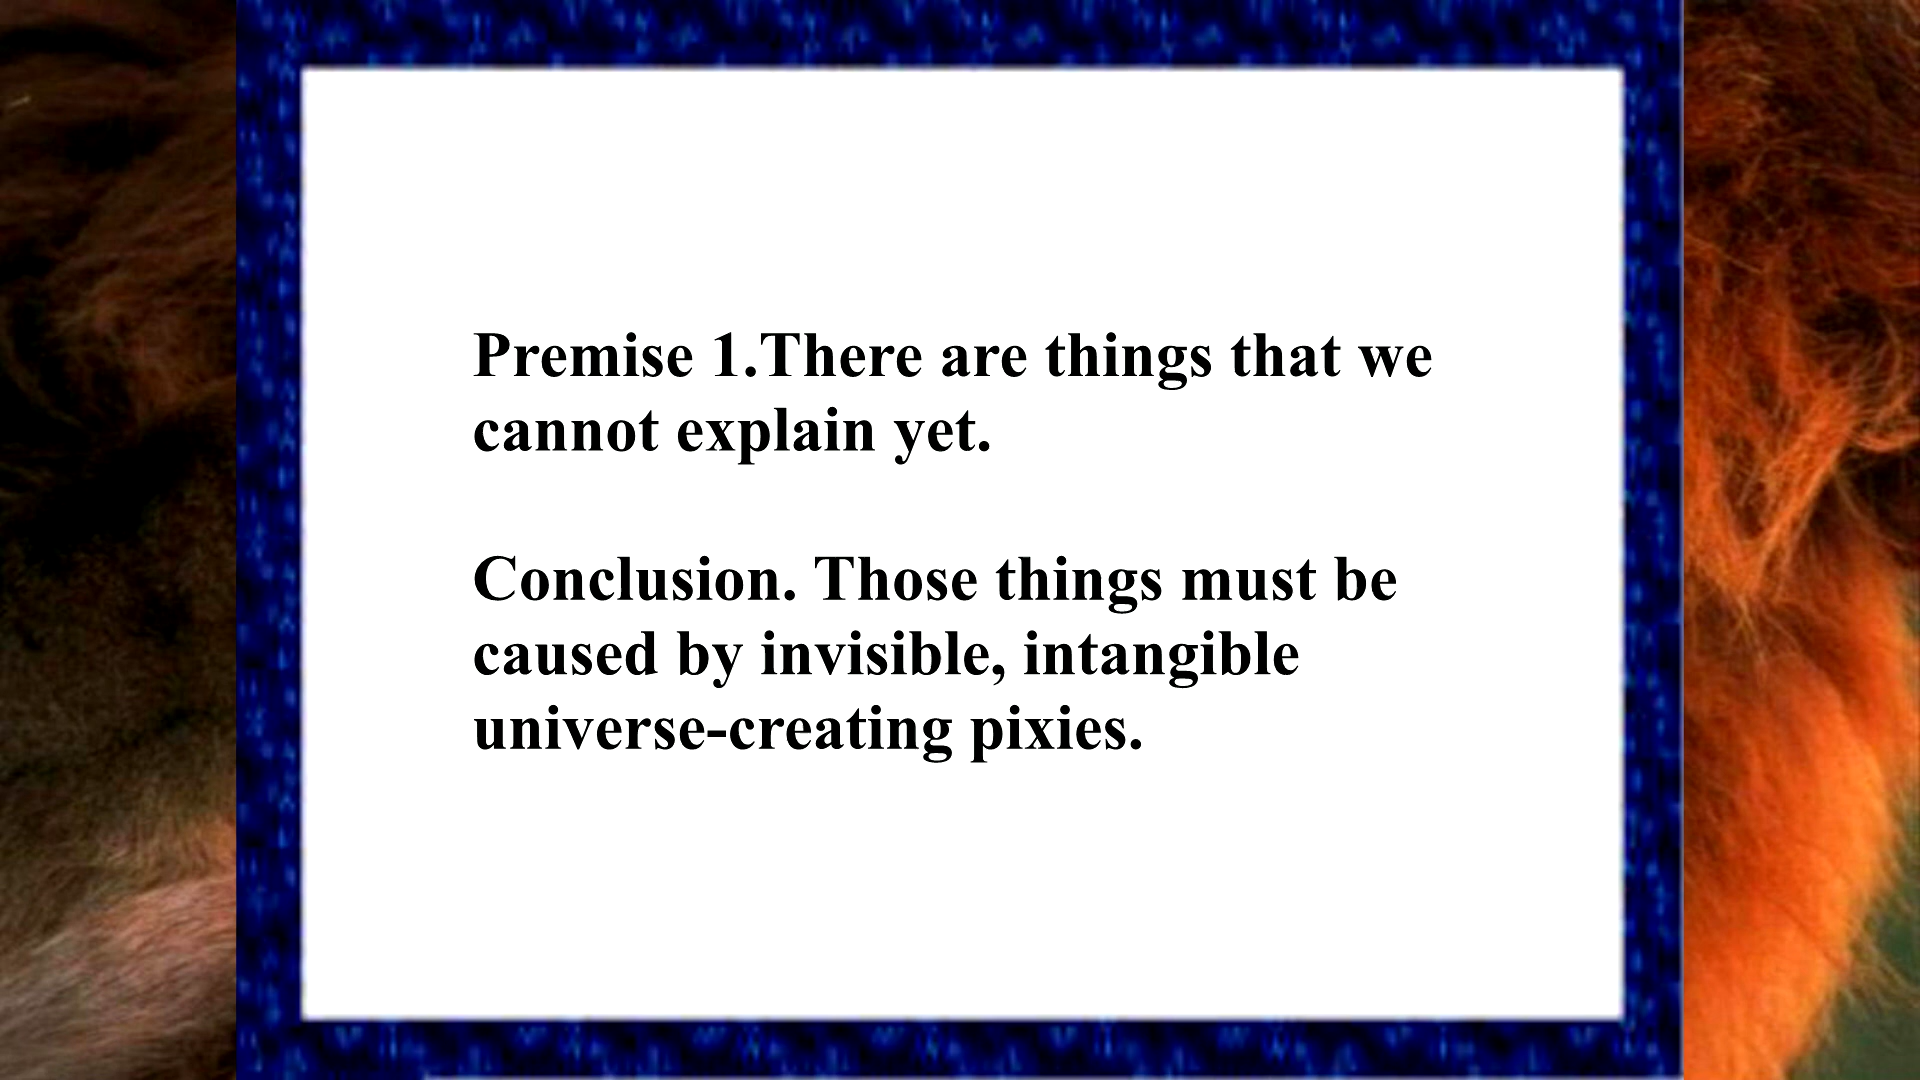 Premise 1.There are things that we
cannot explain yet.
Conclusion. Those things must be
caused by invisible, intangible
universe-creating pixies.